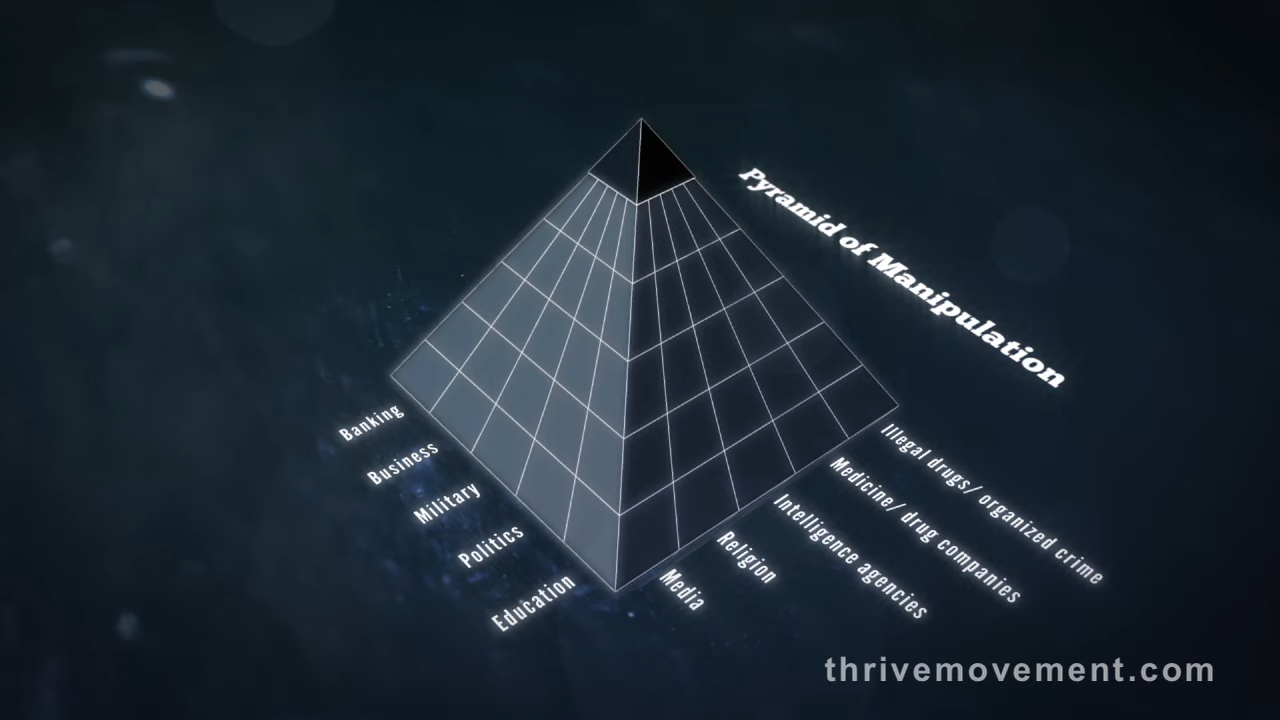 Pyramid of Manipulation
Banking
Business
Military
Politics
Education
Media
Religion
Intelligence agencies
Medicine/ drug companies
Illegal drugs/ organized crime
thrivemovement.com